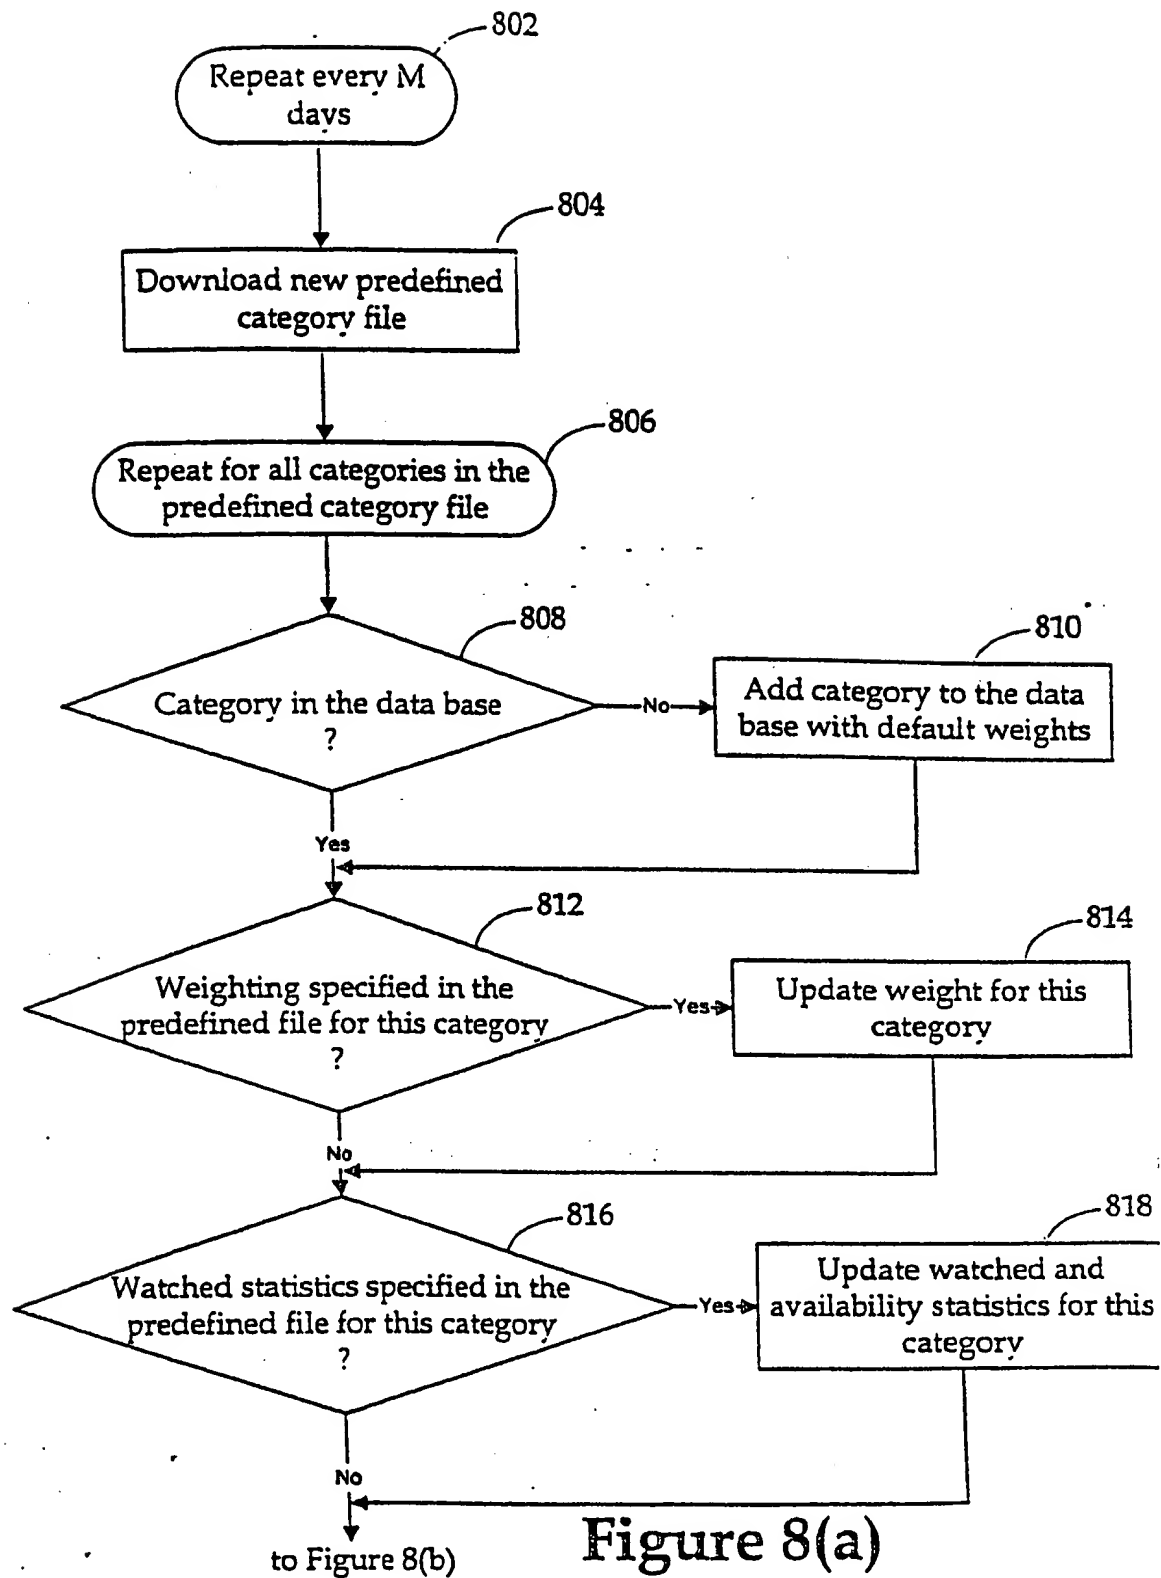 802
Repeat every M
days
804
Download new predefined
category file
806
Repeat for all categories in the
predefined category file
808
Category in the data base
?
No
810
Add category to the data
base with default weights
Yes
812
Weighting specified in the
predefined file for this category
?
Yes
814
Update weight for this
category
No
816
Watched statistics specified in the
predefined file for this category
?
Yes
818
Update watched and
availability statistics for this
category
No
to Figure 8(b)
Figure 8(a)